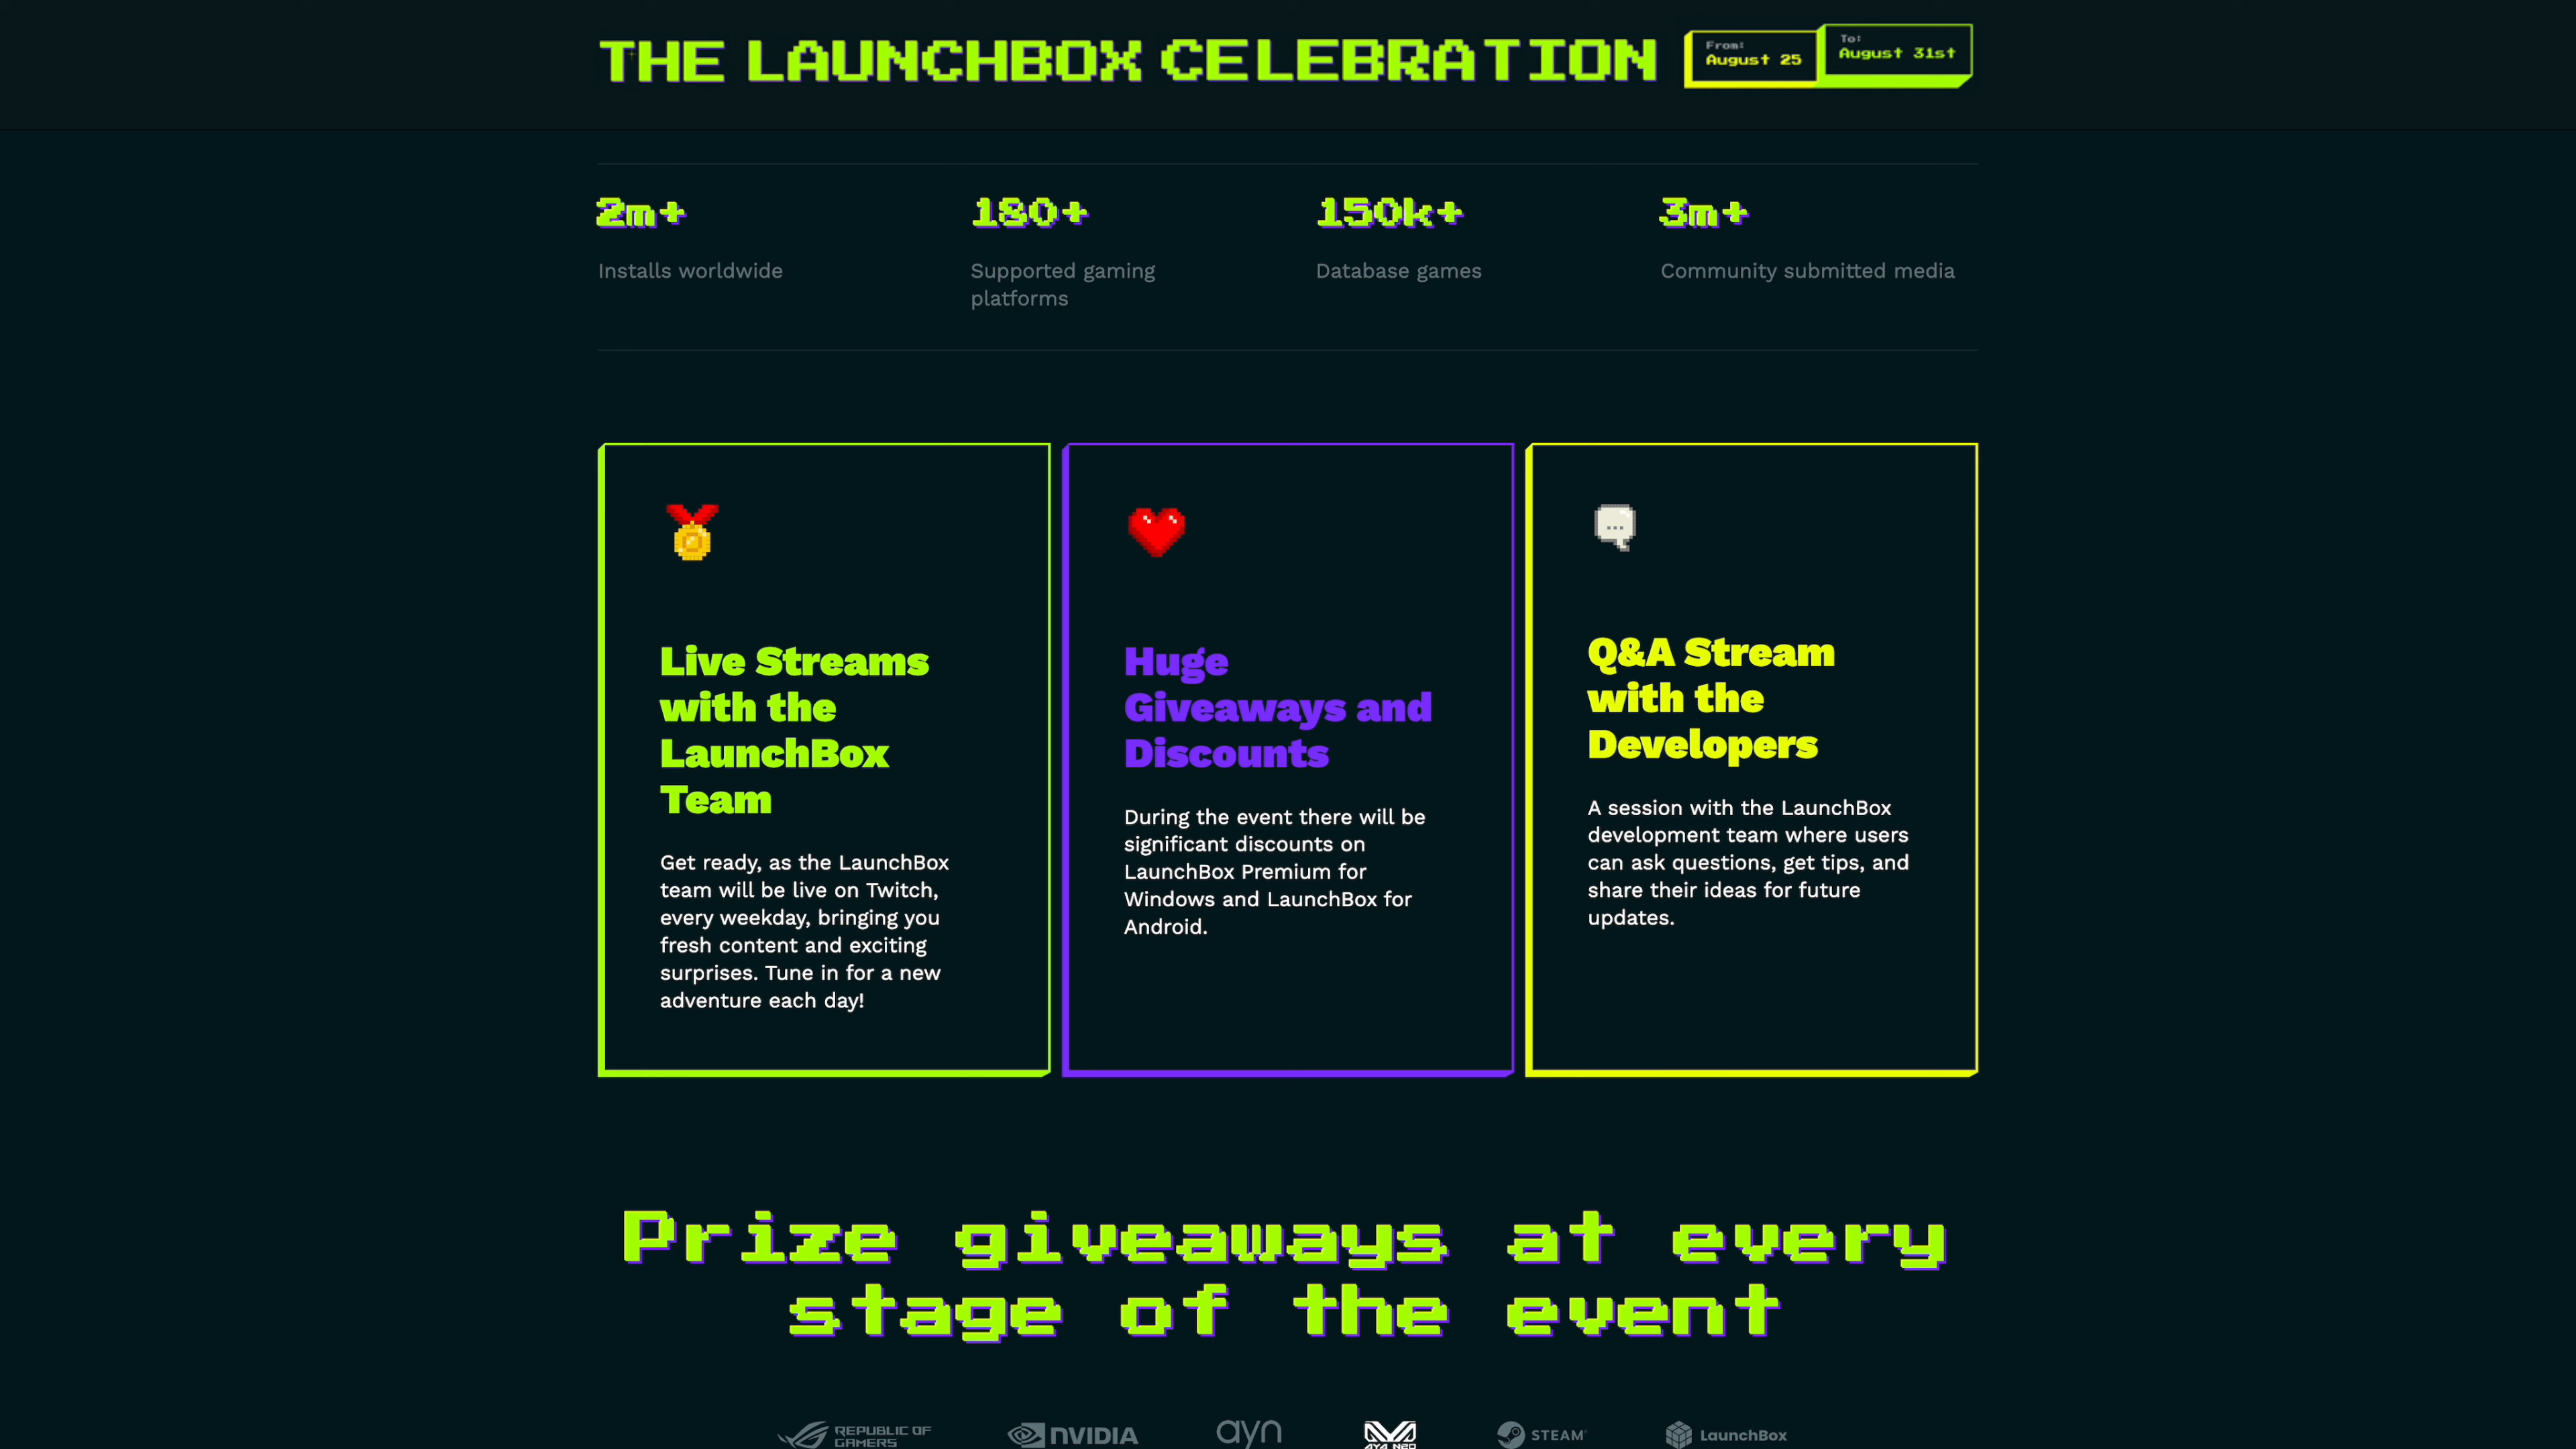 THE LAUNCHBOX CELEBRATION
From:
August 25
To:
August 31st
2m+
Installs worldwide
180+
Supported gaming
platforms
150k+
Database games
3m+
Community submitted media
Live Streams
with the
LaunchBox
Team
Get ready, as the LaunchBox
team will be live on Twitch,
every weekday, bringing you
fresh content and exciting
surprises. Tune in for a new
adventure each day!
Huge
Giveaways and
Discounts
During the event there will be
significant discounts on
LaunchBox Premium for
Windows and LaunchBox for
Android.
Q&A Stream
with the
Developers
A session with the LaunchBox
development team where users
can ask questions, get tips, and
share their ideas for future
updates.
Prize giveaways at every
stage of the event
REPUBLIC OF
GAMERS
NVIDIA
ayn
AYA NEO
STEAM
LaunchBox